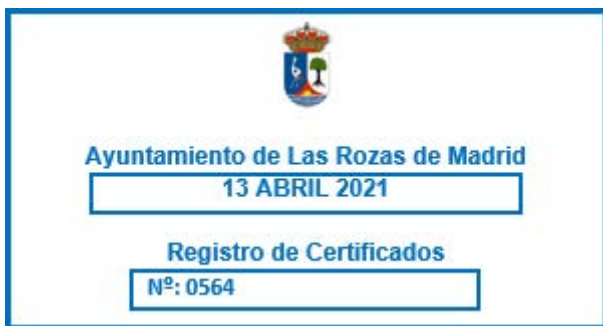 Ayuntamiento de Las Rozas de Madrid
13 ABRIL 2021
Registro de Certificados
Nº: 0564